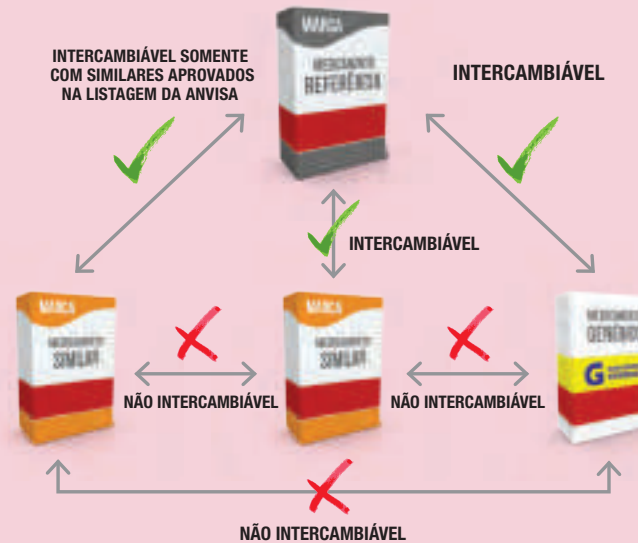 MARCA
MEDICAMENTO
REFERÊNCIA
INTERCAMBIÁVEL SOMENTE
COM SIMILARES APROVADOS
NA LISTAGEM DA ANVISA
INTERCAMBIÁVEL
INTERCAMBIÁVEL
MARCA
MEDICAMENTO
SIMILAR
MARCA
MEDICAMENTO
SIMILAR
MEDICAMENTO
GENÉRICO
G
NÃO INTERCAMBIÁVEL
NÃO INTERCAMBIÁVEL
NÃO INTERCAMBIÁVEL